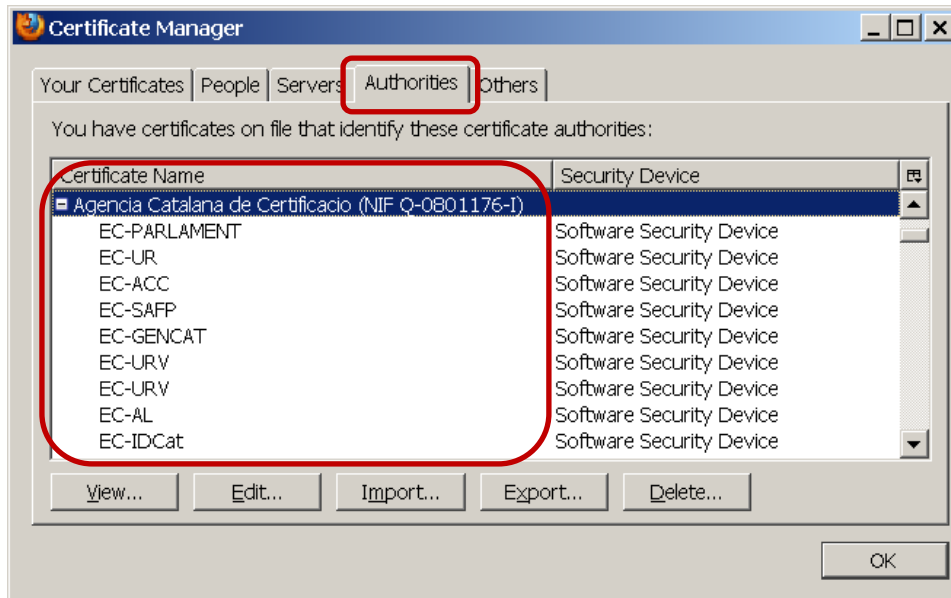 Certificate Manager
Your Certificates People Servers Authorities Others
You have certificates on file that identify these certificate authorities:
Certificate Name Security Device
Agencia Catalana de Certificacio (NIF Q-0801176-I)
EC-PARLAMENT Software Security Device
EC-UR Software Security Device
EC-ACC Software Security Device
EC-SAFP Software Security Device
EC-GENCAT Software Security Device
EC-URV Software Security Device
EC-URV Software Security Device
EC-AL Software Security Device
EC-IDCat Software Security Device
View... Edit... Import... Export... Delete...
OK